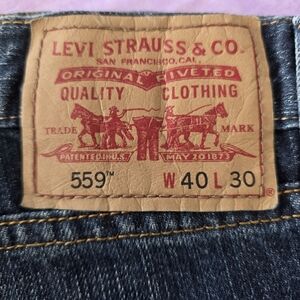 LEVI STRAUSS & CO.
SAN FRANCISCO, CAL.
ORIGINAL RIVETED
QUALITY CLOTHING
TRADE MARK
PATENTED IN U.S. MAY 20 1873
559™ W 40 L 30
®